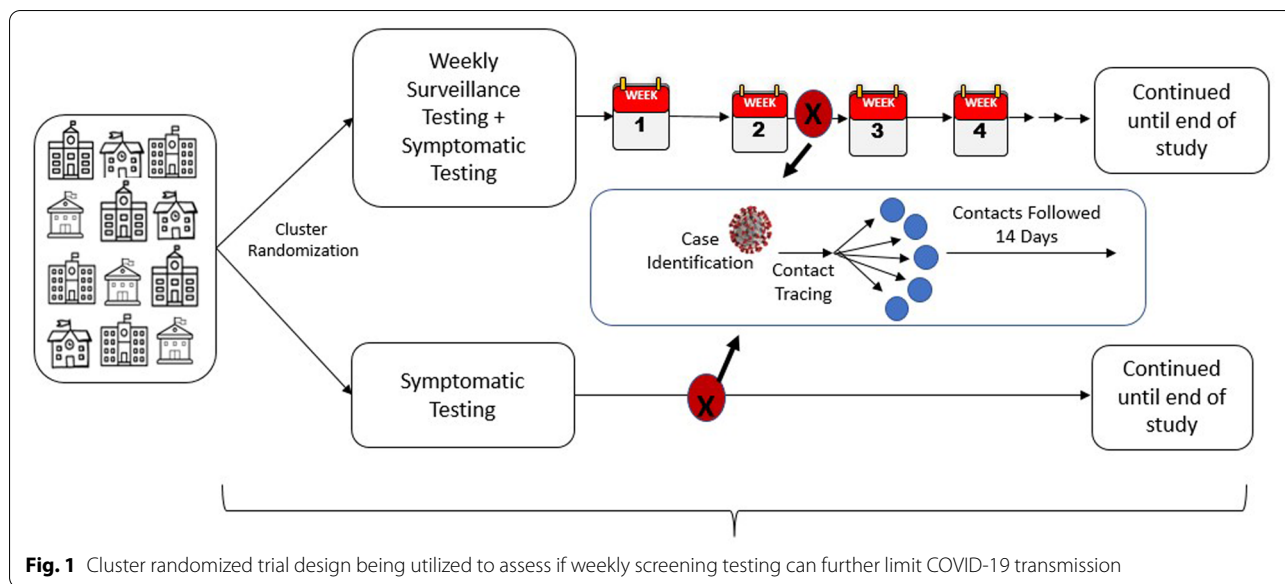 Weekly
Surveillance
Testing +
Symptomatic
Testing
WEEK
1
WEEK
2
X
WEEK
3
WEEK
4
Continued
until end of
study
Cluster
Randomization
Case
Identification
Contact
Tracing
Contacts Followed
14 Days
Symptomatic
Testing
X
Continued
until end of
study
Fig. 1 Cluster randomized trial design being utilized to assess if weekly screening testing can further limit COVID-19 transmission